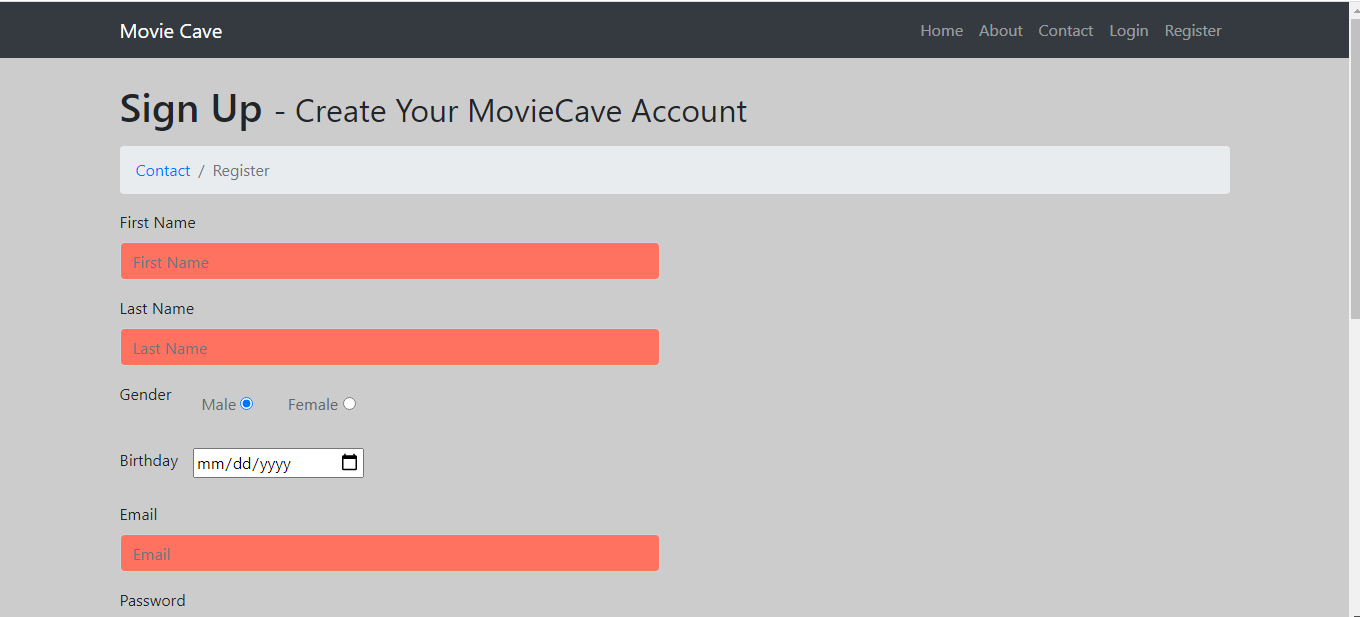 Movie Cave Home About Contact Login Register
Sign Up - Create Your MovieCave Account
Contact / Register
First Name
First Name
Last Name
Last Name
Gender Male Female
Birthday mm/dd/yyyy
Email
Email
Password